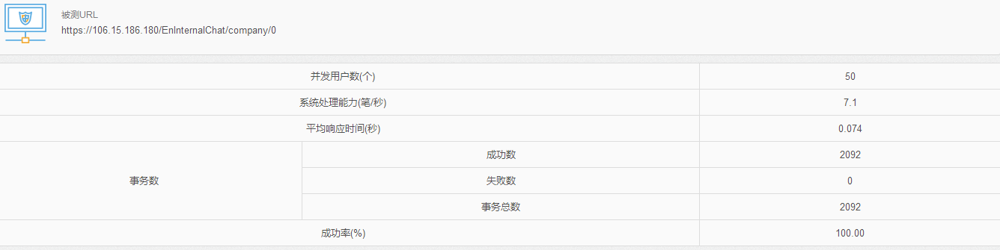 被测URL
https://106.15.186.180/EnInternalChat/company/0
并发用户数(个) 50
系统处理能力(笔/秒) 7.1
平均响应时间(秒) 0.074
事务数 成功数 2092
失败数 0
事务总数 2092
成功率(%) 100.00